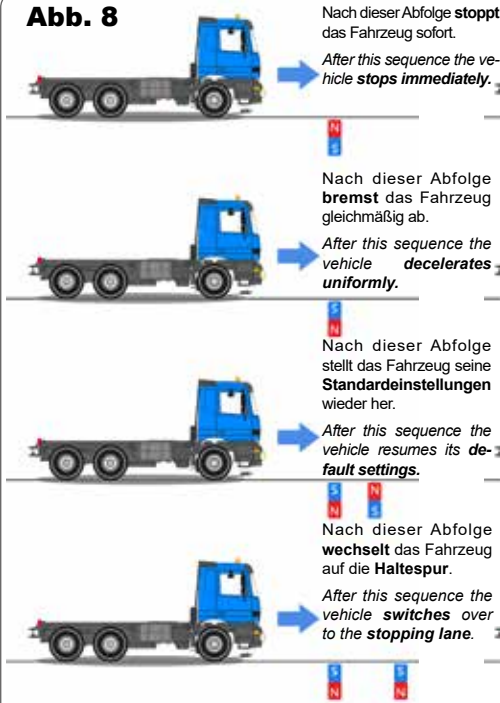 Abb. 8
Nach dieser Abfolge stoppt
das Fahrzeug sofort.
After this sequence the ve-
hicle stops immediately.
N
S
Nach dieser Abfolge
bremst das Fahrzeug
gleichmäßig ab.
After this sequence the
vehicle decelerates
uniformly.
S
N
Nach dieser Abfolge
stellt das Fahrzeug seine
Standardeinstellungen
wieder her.
After this sequence the
vehicle resumes its de-
fault settings.
S N
N S
Nach dieser Abfolge
wechselt das Fahrzeug
auf die Haltespur.
After this sequence the
vehicle switches over
to the stopping lane.
S S
N N